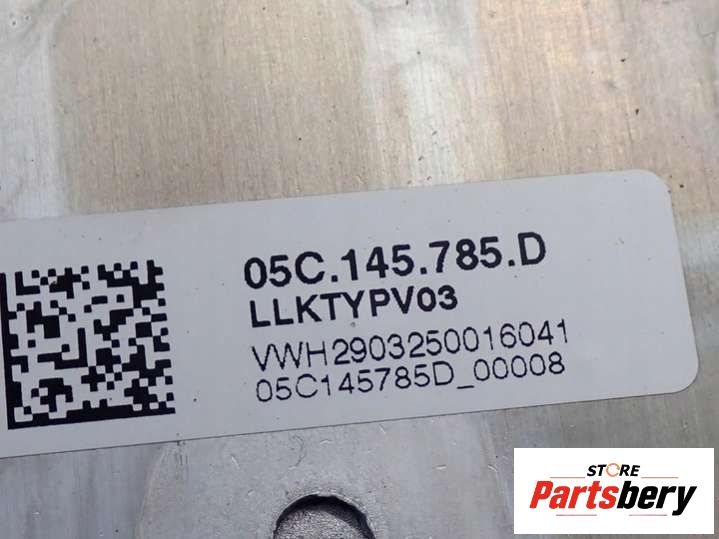 05C.145.785.D
LLKTYPV03
VWH2903250016041
05C145785D_00008
STORE
Partsbery